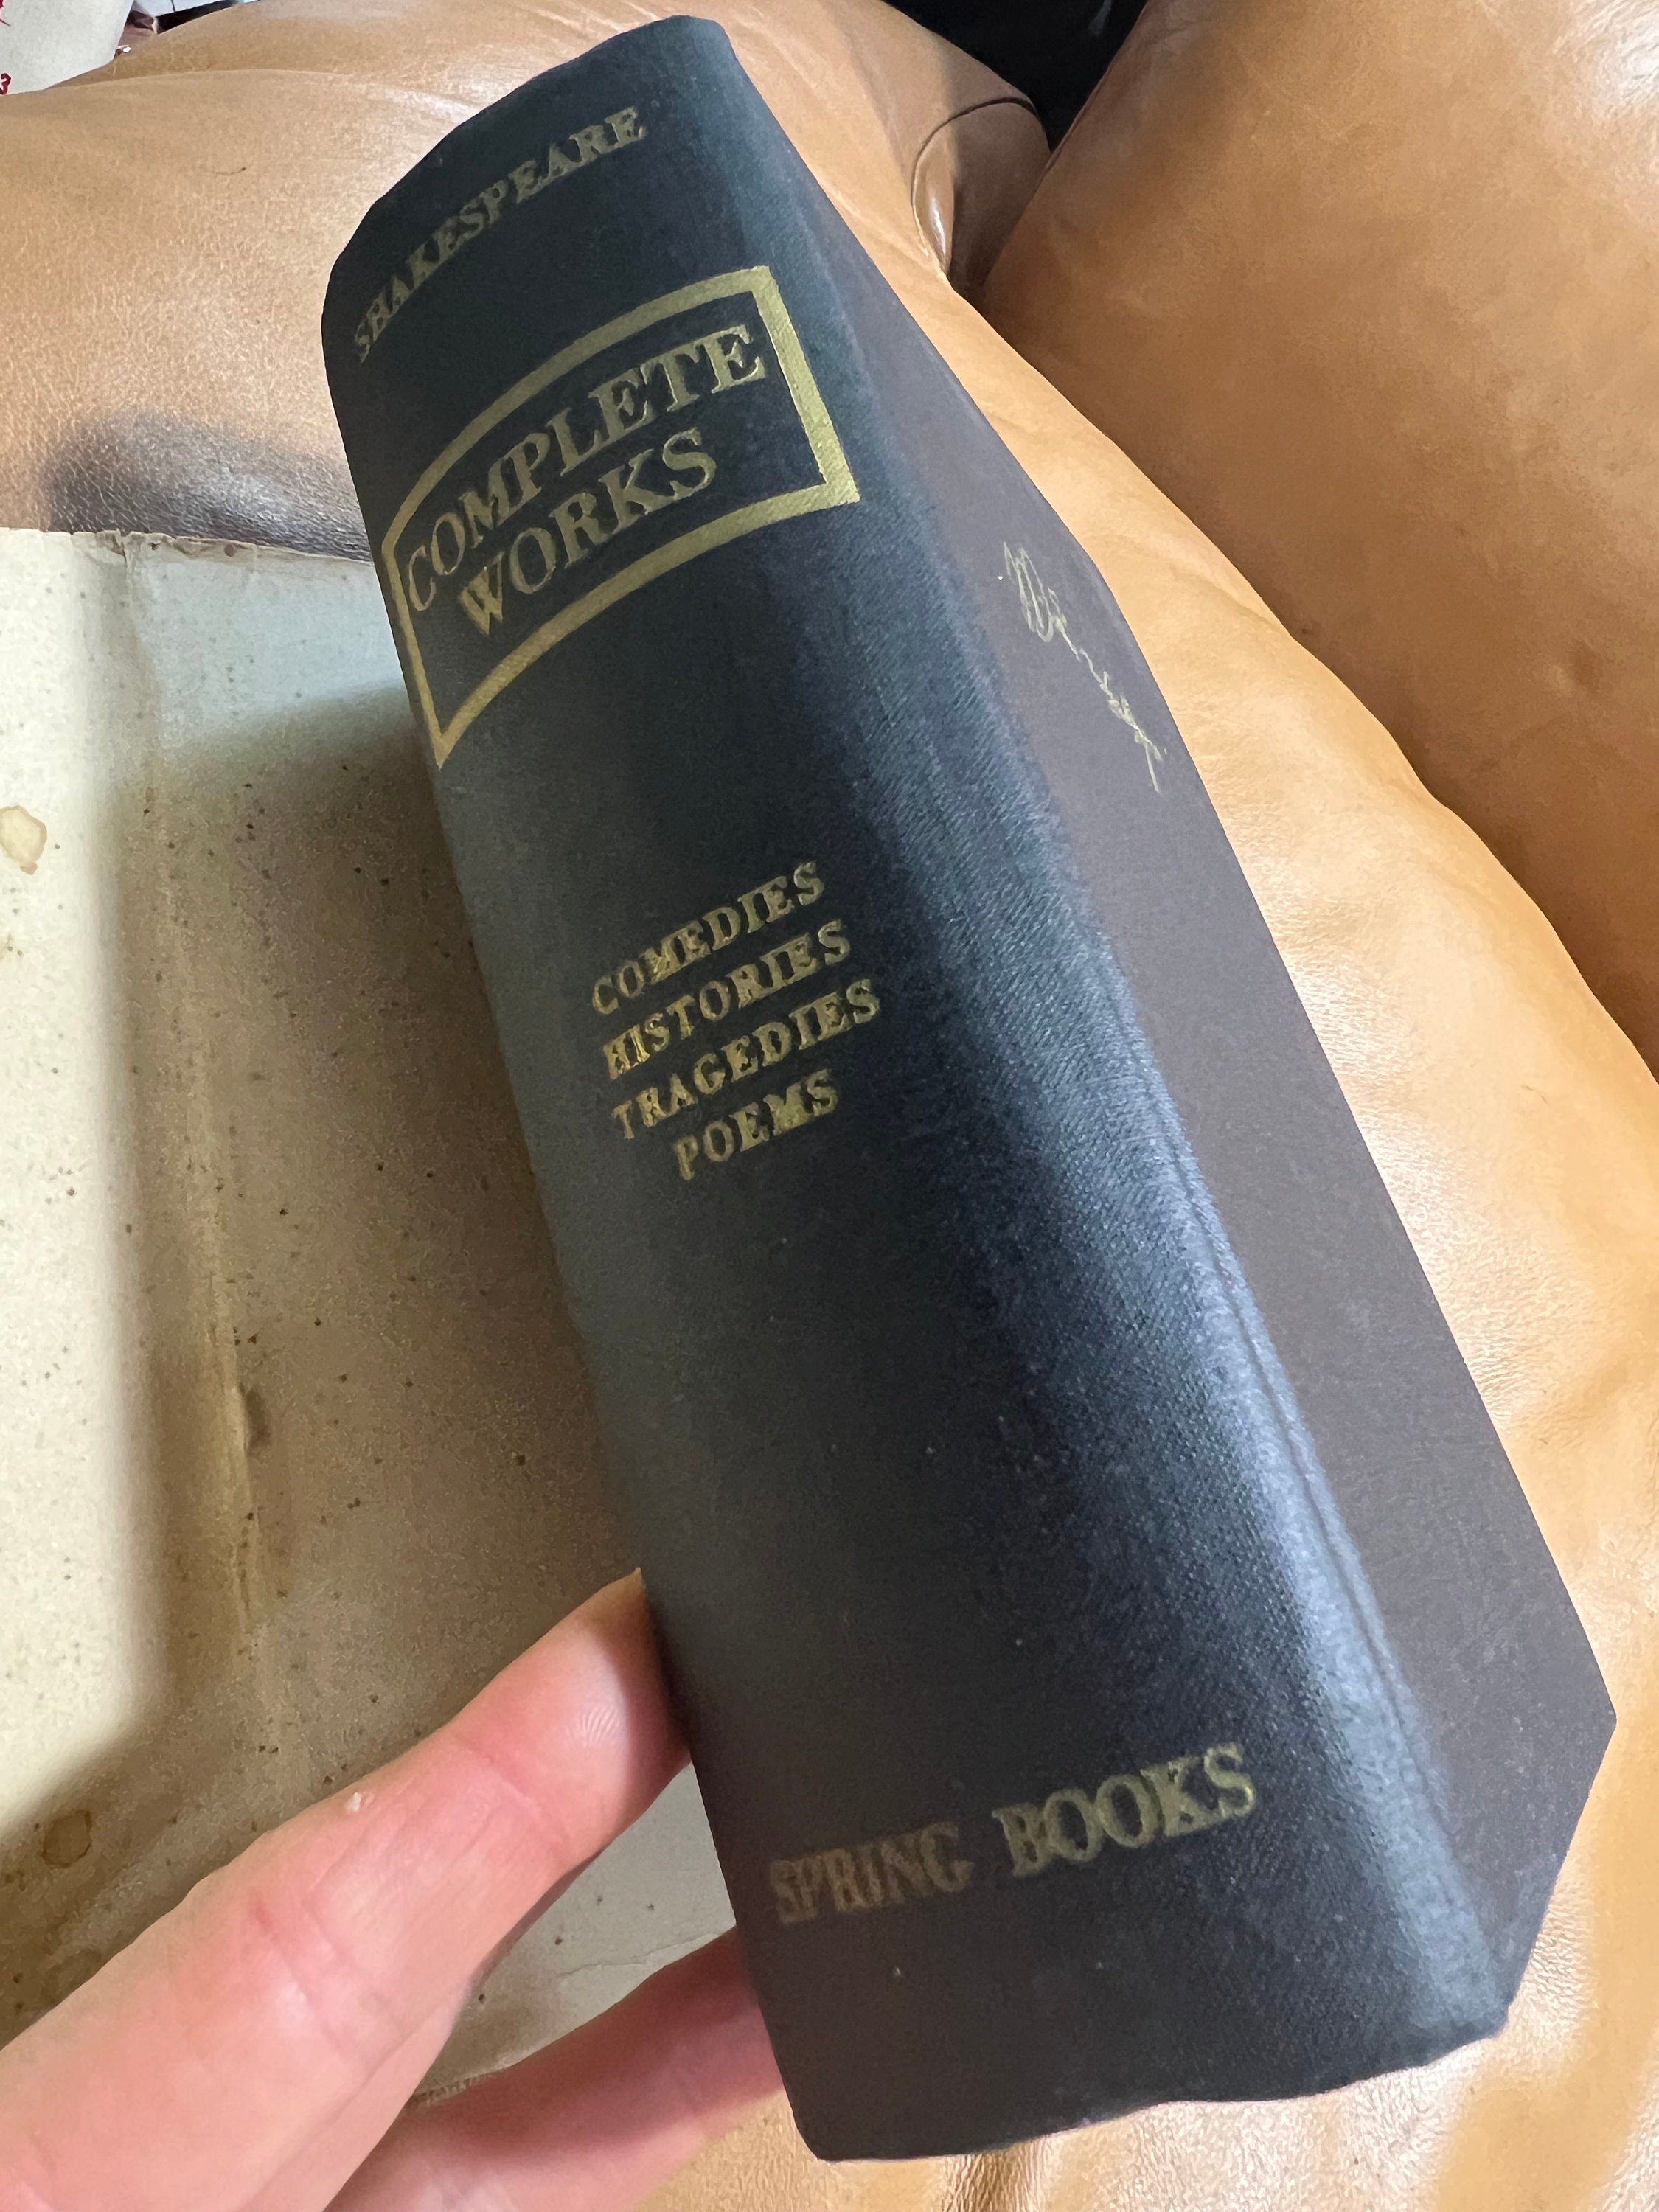 SHAKESPEARE
COMPLETE
WORKS
COMEDIES
HISTORIES
TRAGEDIES
POEMS
SPRING BOOKS